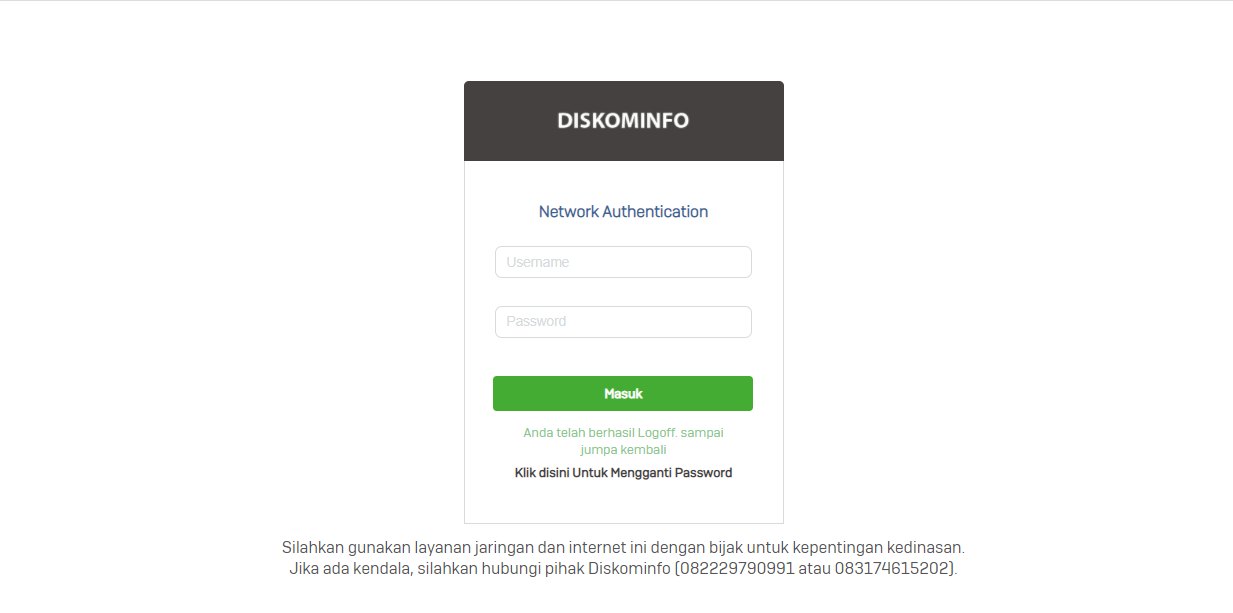 DISKOMINFO
Network Authentication
Username
Password
Masuk
Anda telah berhasil Logoff. sampai
jumpa kembali
Klik disini Untuk Mengganti Password
Silahkan gunakan layanan jaringan dan internet ini dengan bijak untuk kepentingan kedinasan.
Jika ada kendala, silahkan hubungi pihak Diskominfo (082229790991 atau 083174615202).